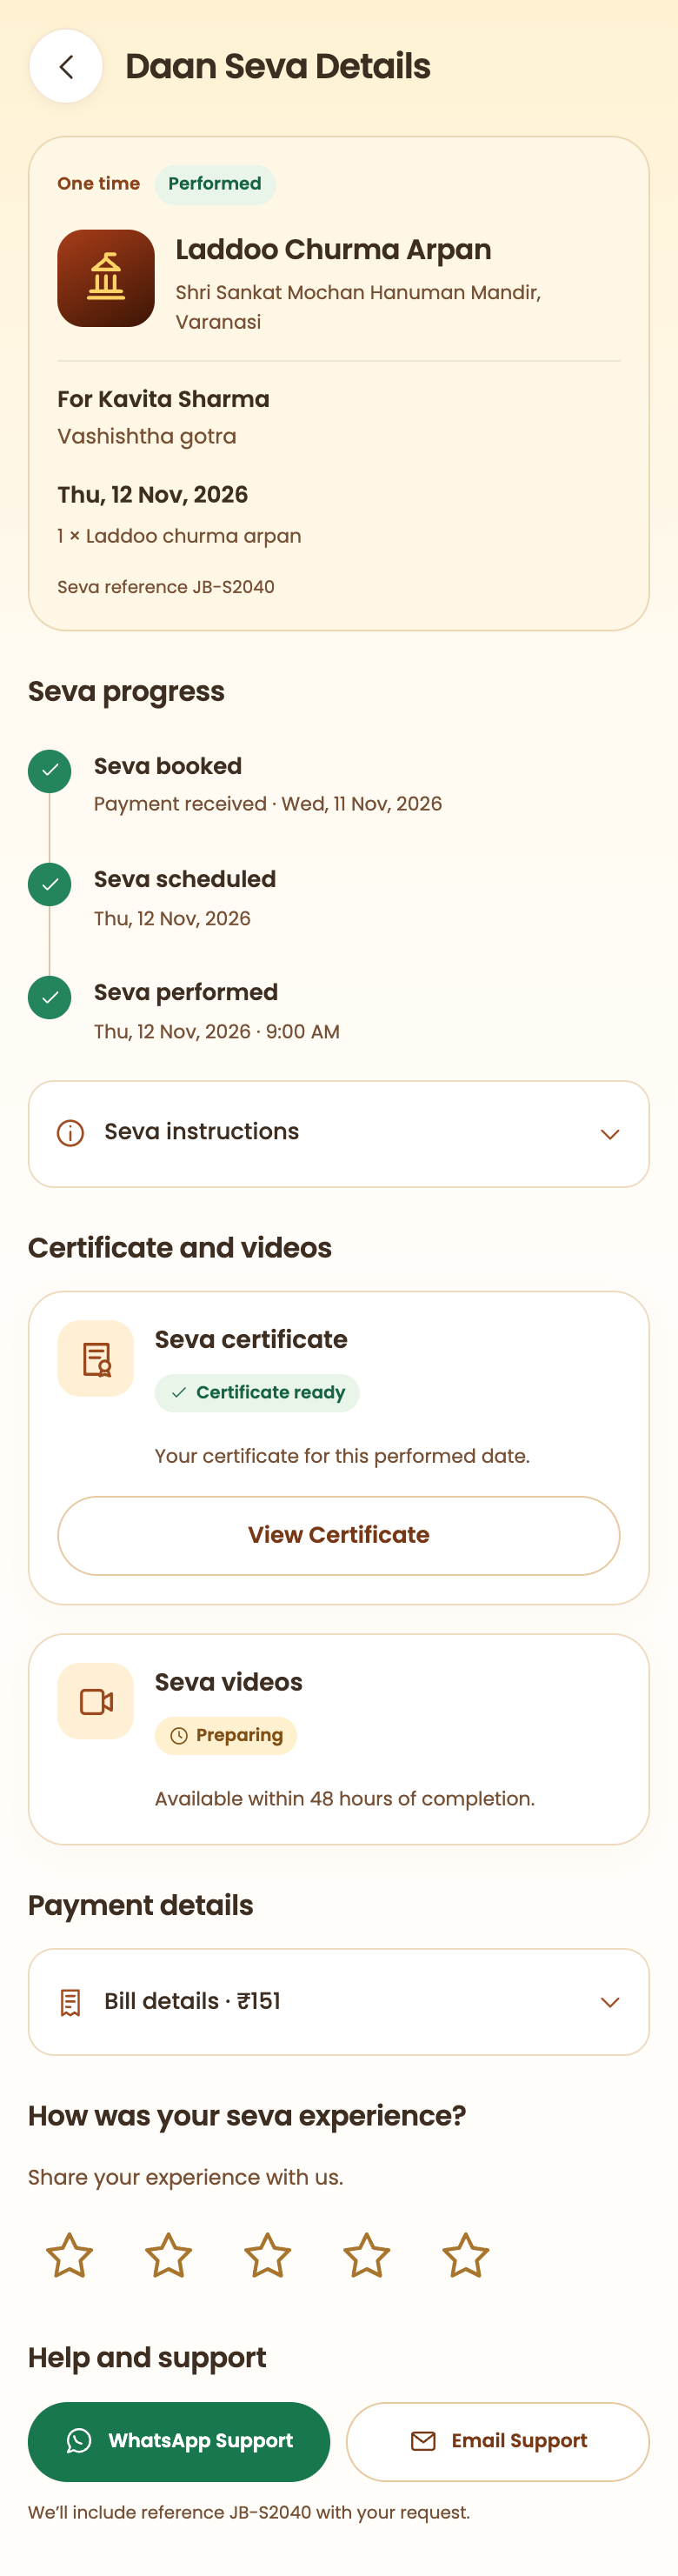 Daan Seva Details
One time Performed
Laddoo Churma Arpan
Shri Sankat Mochan Hanuman Mandir,
Varanasi
For Kavita Sharma
Vashishtha gotra
Thu, 12 Nov, 2026
1 × Laddoo churma arpan
Seva reference JB-S2040
Seva progress
Seva booked
Payment received · Wed, 11 Nov, 2026
Seva scheduled
Thu, 12 Nov, 2026
Seva performed
Thu, 12 Nov, 2026 · 9:00 AM
Seva instructions
Certificate and videos
Seva certificate
Certificate ready
Your certificate for this performed date.
View Certificate
Seva videos
Preparing
Available within 48 hours of completion.
Payment details
Bill details · ₹151
How was your seva experience?
Share your experience with us.
Help and support
WhatsApp Support Email Support
We’ll include reference JB-S2040 with your request.